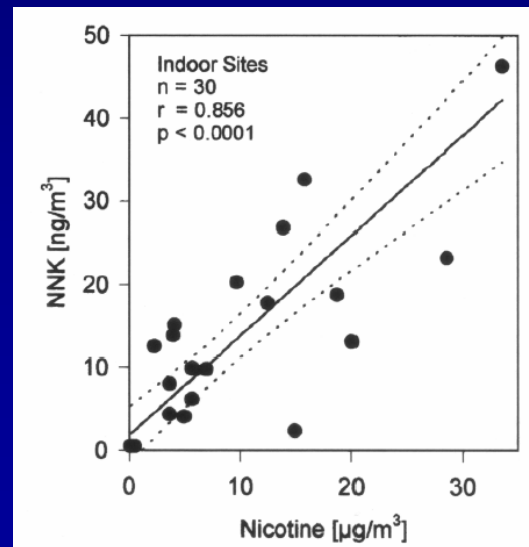 50
40
30
20
10
0
NNK [ng/m³]
Indoor Sites
n = 30
r = 0.856
p < 0.0001
0 10 20 30
Nicotine [µg/m³]